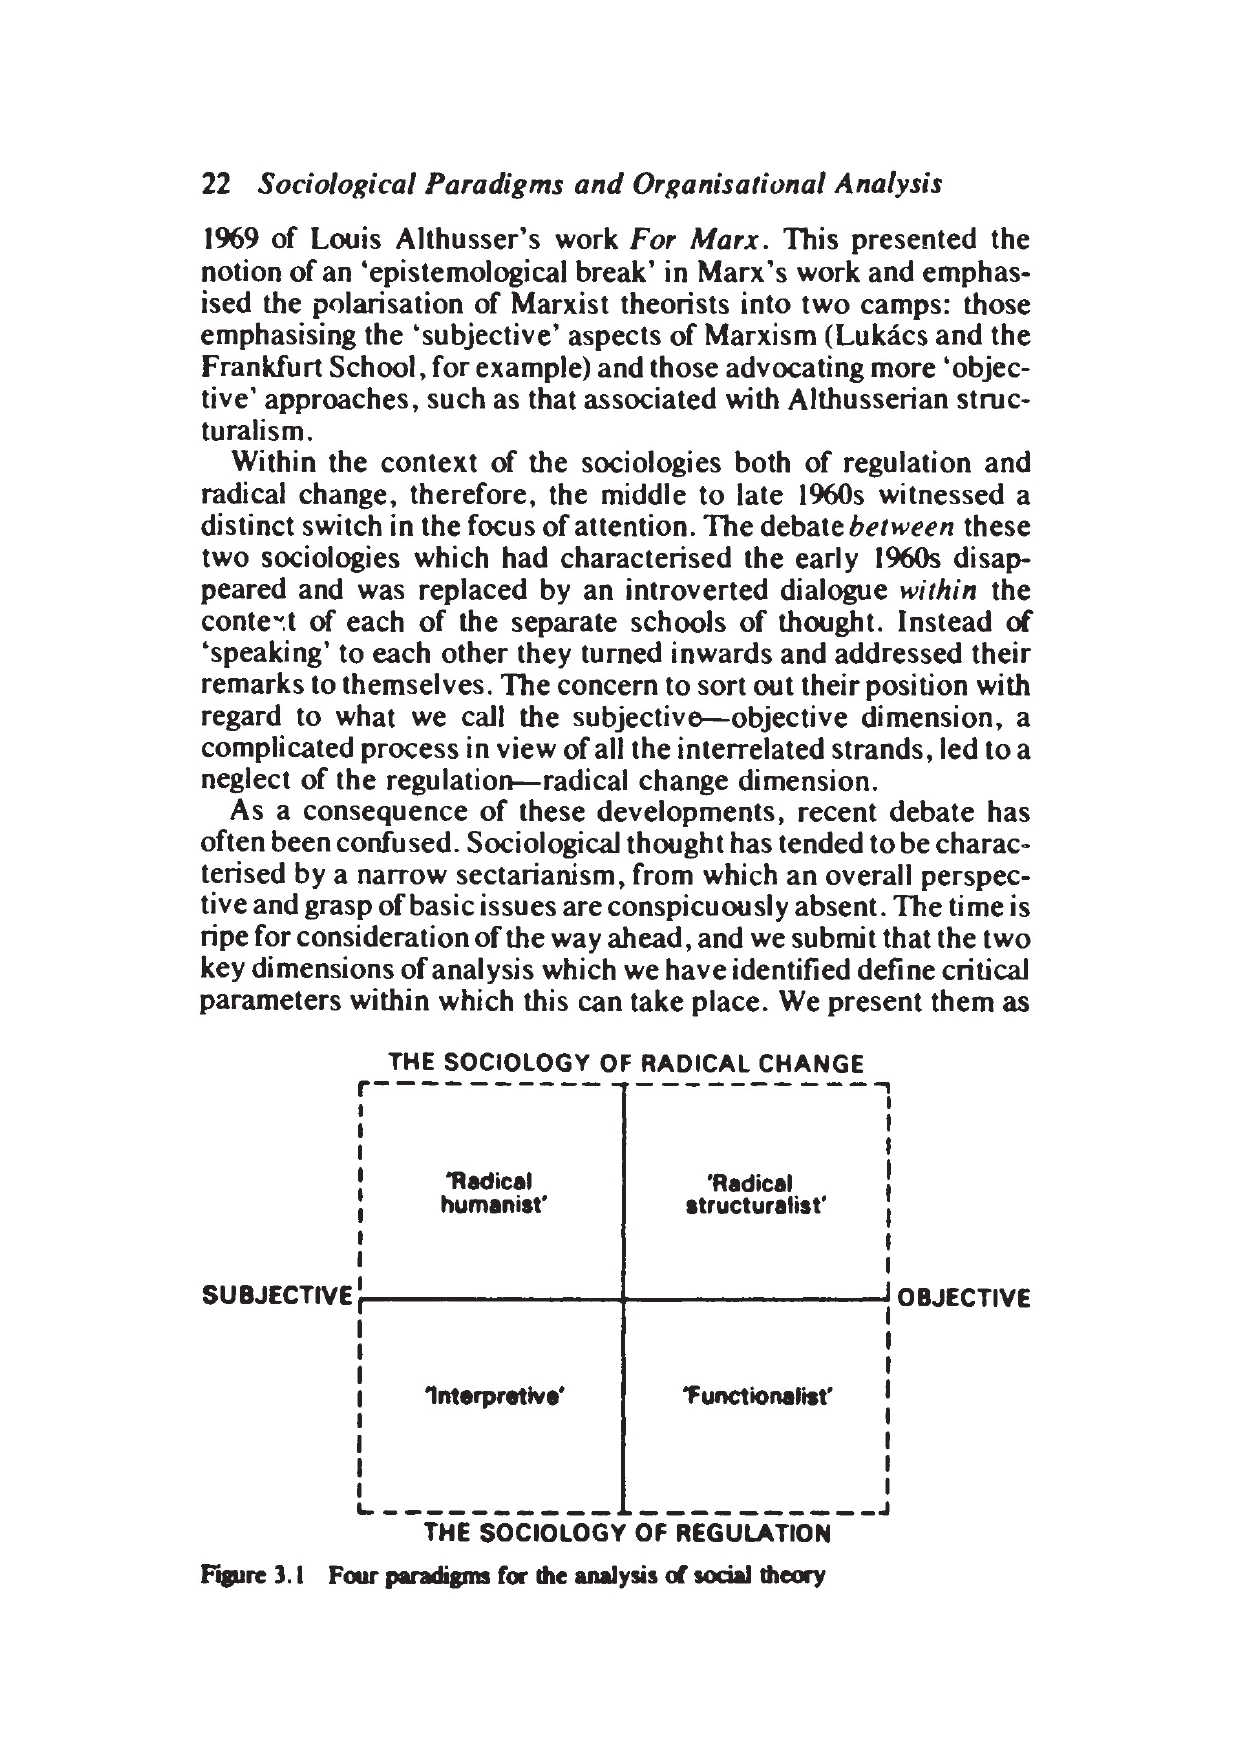 22 Sociological Paradigms and Organisational Analysis
1969 of Louis Althusser's work For Marx. This presented the
notion of an 'epistemological break' in Marx's work and emphas-
ised the polarisation of Marxist theorists into two camps: those
emphasising the 'subjective' aspects of Marxism (Lukács and the
Frankfurt School, for example) and those advocating more 'objec-
tive' approaches, such as that associated with Althusserian struc-
turalism.
Within the context of the sociologies both of regulation and
radical change, therefore, the middle to late 1960s witnessed a
distinct switch in the focus of attention. The debate between these
two sociologies which had characterised the early 1960s disap-
peared and was replaced by an introverted dialogue within the
context of each of the separate schools of thought. Instead of
'speaking' to each other they turned inwards and addressed their
remarks to themselves. The concern to sort out their position with
regard to what we call the subjective—objective dimension, a
complicated process in view of all the interrelated strands, led to a
neglect of the regulation—radical change dimension.
As a consequence of these developments, recent debate has
often been confused. Sociological thought has tended to be charac-
terised by a narrow sectarianism, from which an overall perspec-
tive and grasp of basic issues are conspicuously absent. The time is
ripe for consideration of the way ahead, and we submit that the two
key dimensions of analysis which we have identified define critical
parameters within which this can take place. We present them as
THE SOCIOLOGY OF RADICAL CHANGE
'Radical
humanist'
'Radical
structuralist'
SUBJECTIVE
OBJECTIVE
'Interpretive'
'Functionalist'
THE SOCIOLOGY OF REGULATION
Figure 3.1 Four paradigms for the analysis of social theory